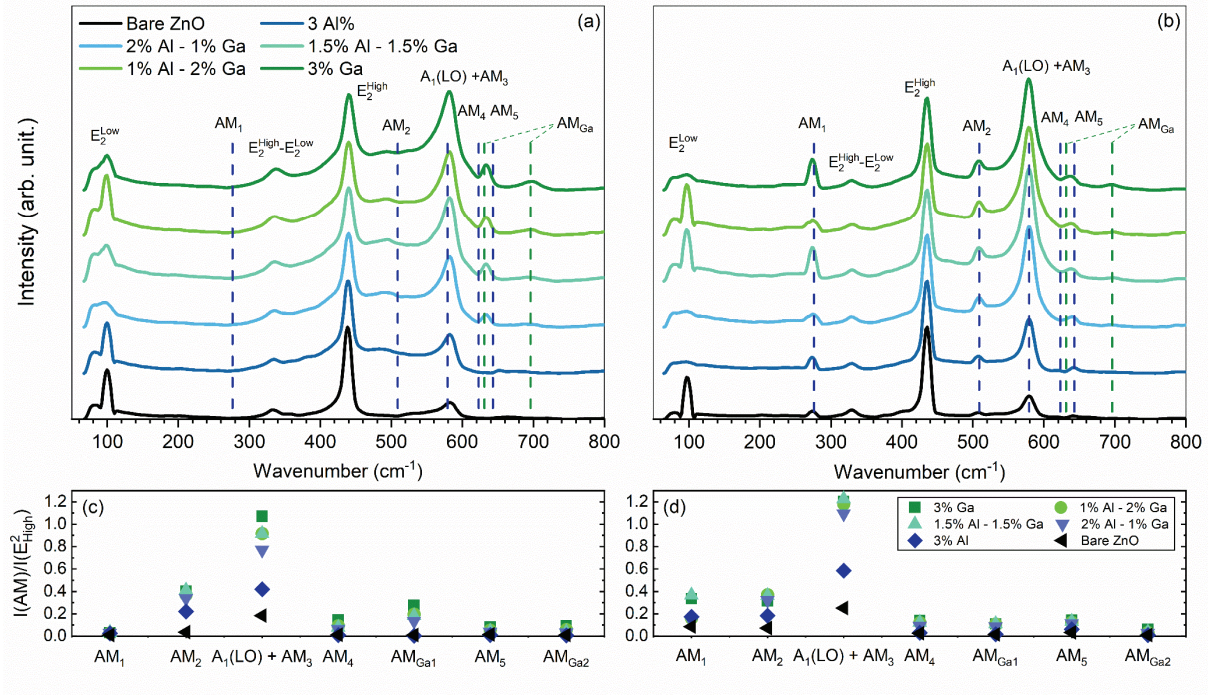 (a)
Bare ZnO
3 Al%
2% Al - 1% Ga
1.5% Al - 1.5% Ga
1% Al - 2% Ga
3% Ga
A1(LO) +AM3
E2High
AM4 AM5
AMGa
AM2
AM1
E2Low
E2High-E2Low
Intensity (arb. unit.)
100 200 300 400 500 600 700 800
Wavenumber (cm-1)
(b)
A1(LO) +AM3
E2High
AM4 AM5
AMGa
AM2
AM1
E2Low
E2High-E2Low
100 200 300 400 500 600 700 800
Wavenumber (cm-1)
(c)
I(AM)/I(E2High)
1.2
1.0
0.8
0.6
0.4
0.2
0.0
AM1 AM2 A1(LO) + AM3 AM4 AMGa1 AM5 AMGa2
(d)
3% Ga
1% Al - 2% Ga
1.5% Al - 1.5% Ga
2% Al - 1% Ga
3% Al
Bare ZnO
1.2
1.0
0.8
0.6
0.4
0.2
0.0
AM1 AM2 A1(LO) + AM3 AM4 AMGa1 AM5 AMGa2